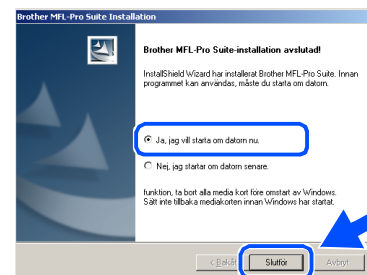 Brother MFL-Pro Suite Installation
Brother MFL-Pro Suite-installation avslutad!
InstallShield Wizard har installerat Brother MFL-Pro Suite. Innan
programmet kan användas, måste du starta om datorn.
Ja, jag vill starta om datorn nu.
Nej, jag startar om datorn senare.
funktion, ta bort alla media kort före omstart av Windows.
Sätt inte tillbaka mediakorten innan Windows har startat.
< Bakåt
Slutför
Avbryt